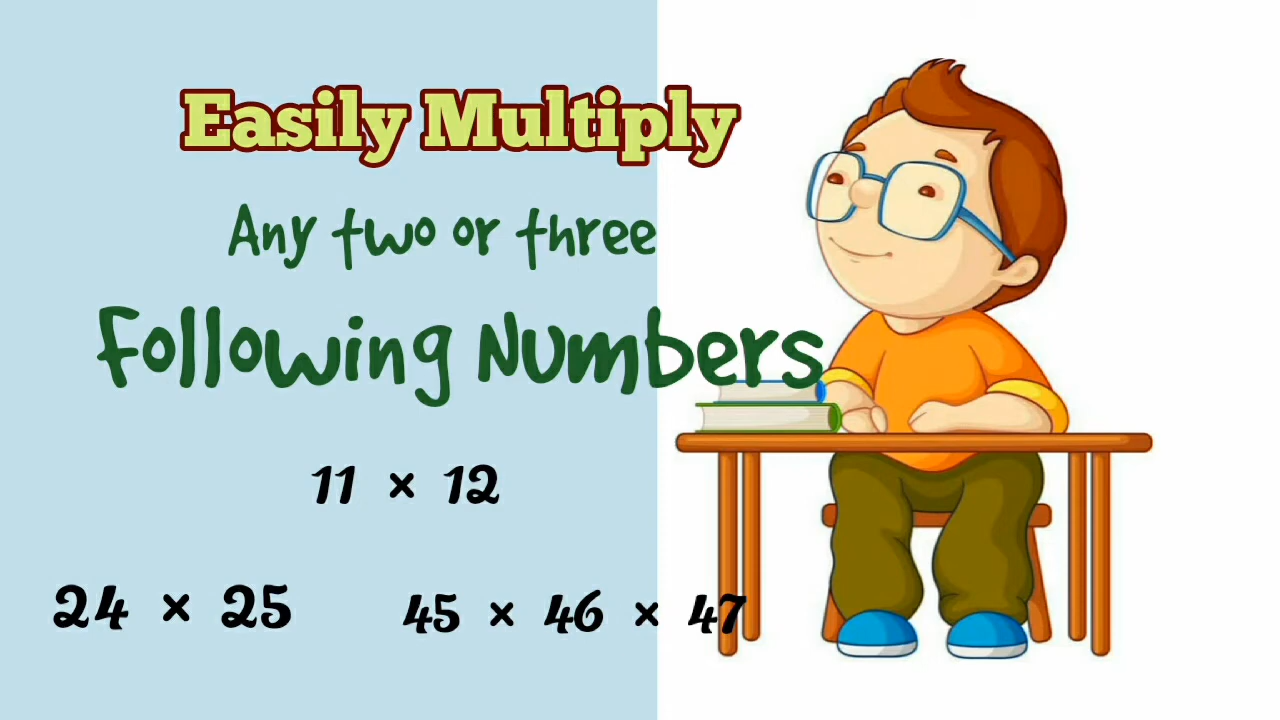 Easily Multiply
Any two or three
Following Numbers
11 × 12
24 × 25
45 × 46 × 47